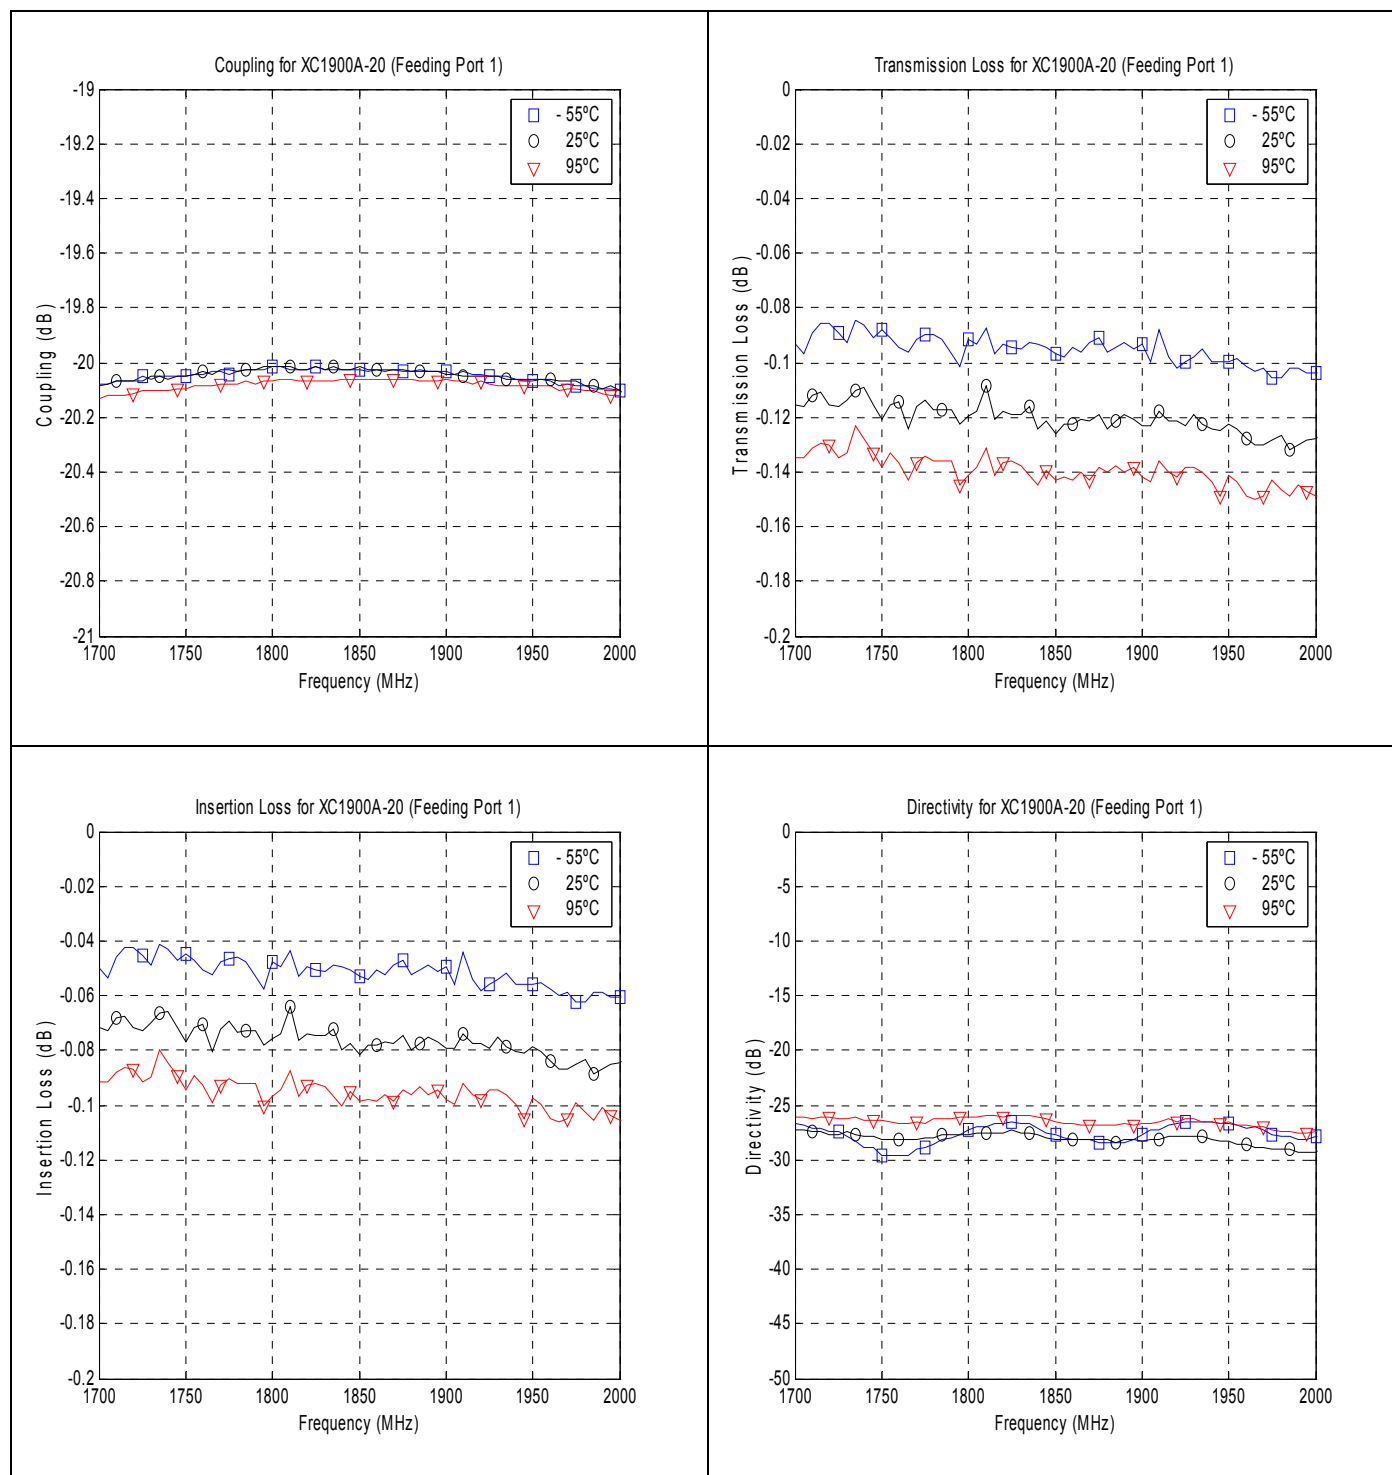 Coupling for XC1900A-20 (Feeding Port 1)
-19
-19.2
-19.4
-19.6
-19.8
-20
-20.2
-20.4
-20.6
-20.8
-21
Coupling (dB)
- 55ºC
25ºC
95ºC
1700 1750 1800 1850 1900 1950 2000
Frequency (MHz)
Transmission Loss for XC1900A-20 (Feeding Port 1)
0
-0.02
-0.04
-0.06
-0.08
-0.1
-0.12
-0.14
-0.16
-0.18
-0.2
Transmission Loss (dB)
- 55ºC
25ºC
95ºC
1700 1750 1800 1850 1900 1950 2000
Frequency (MHz)
Insertion Loss for XC1900A-20 (Feeding Port 1)
0
-0.02
-0.04
-0.06
-0.08
-0.1
-0.12
-0.14
-0.16
-0.18
-0.2
Insertion Loss (dB)
- 55ºC
25ºC
95ºC
1700 1750 1800 1850 1900 1950 2000
Frequency (MHz)
Directivity for XC1900A-20 (Feeding Port 1)
0
-5
-10
-15
-20
-25
-30
-35
-40
-45
-50
Directivity (dB)
- 55ºC
25ºC
95ºC
1700 1750 1800 1850 1900 1950 2000
Frequency (MHz)